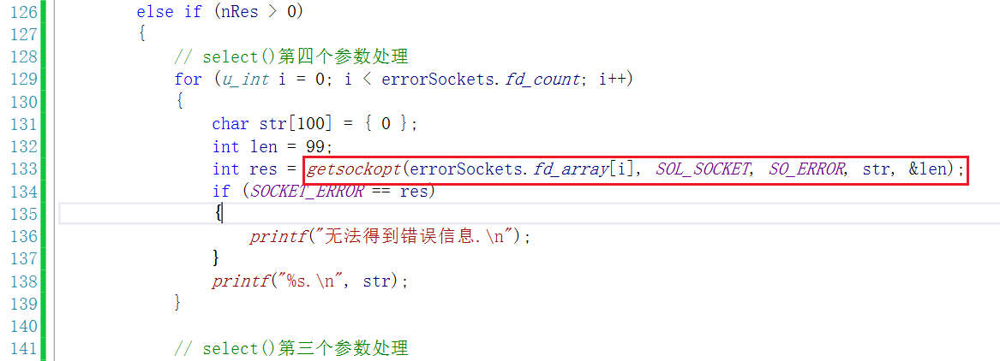 126 else if (nRes > 0)
127 {
128 // select()第四个参数处理
129 for (u_int i = 0; i < errorSockets.fd_count; i++)
130 {
131 char str[100] = { 0 };
132 int len = 99;
133 int res = getsockopt(errorSockets.fd_array[i], SOL_SOCKET, SO_ERROR, str, &len);
134 if (SOCKET_ERROR == res)
135 {
136 printf("无法得到错误信息.\n");
137 }
138 printf("%s.\n", str);
139 }
140
141 // select()第三个参数处理